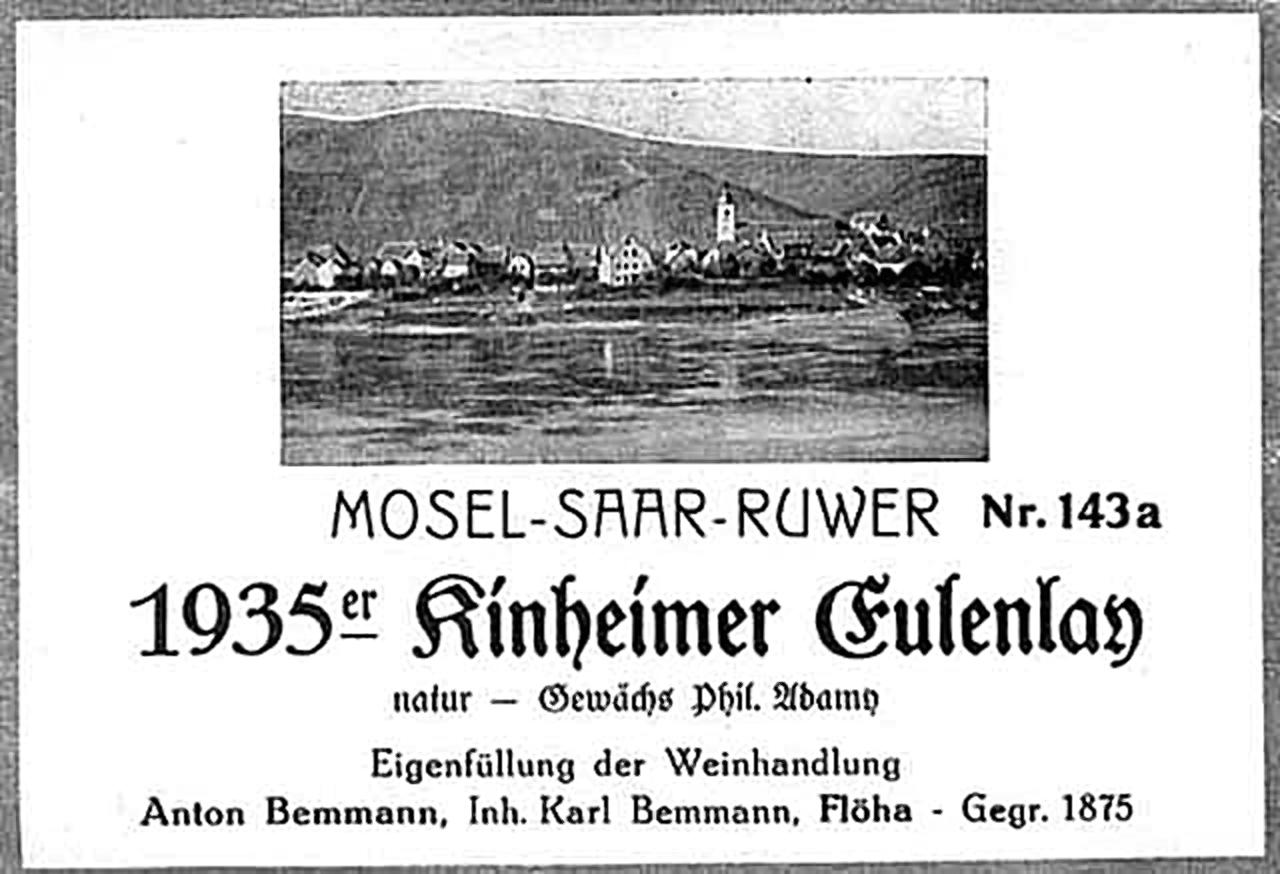 MOSEL-SAAR-RUWER Nr. 143a
1935er Kinheimer Eulenlay
natur — Gewächs Phil. Adamy
Eigenfüllung der Weinhandlung
Anton Bemmann, Inh. Karl Bemmann, Flöha - Gegr. 1875